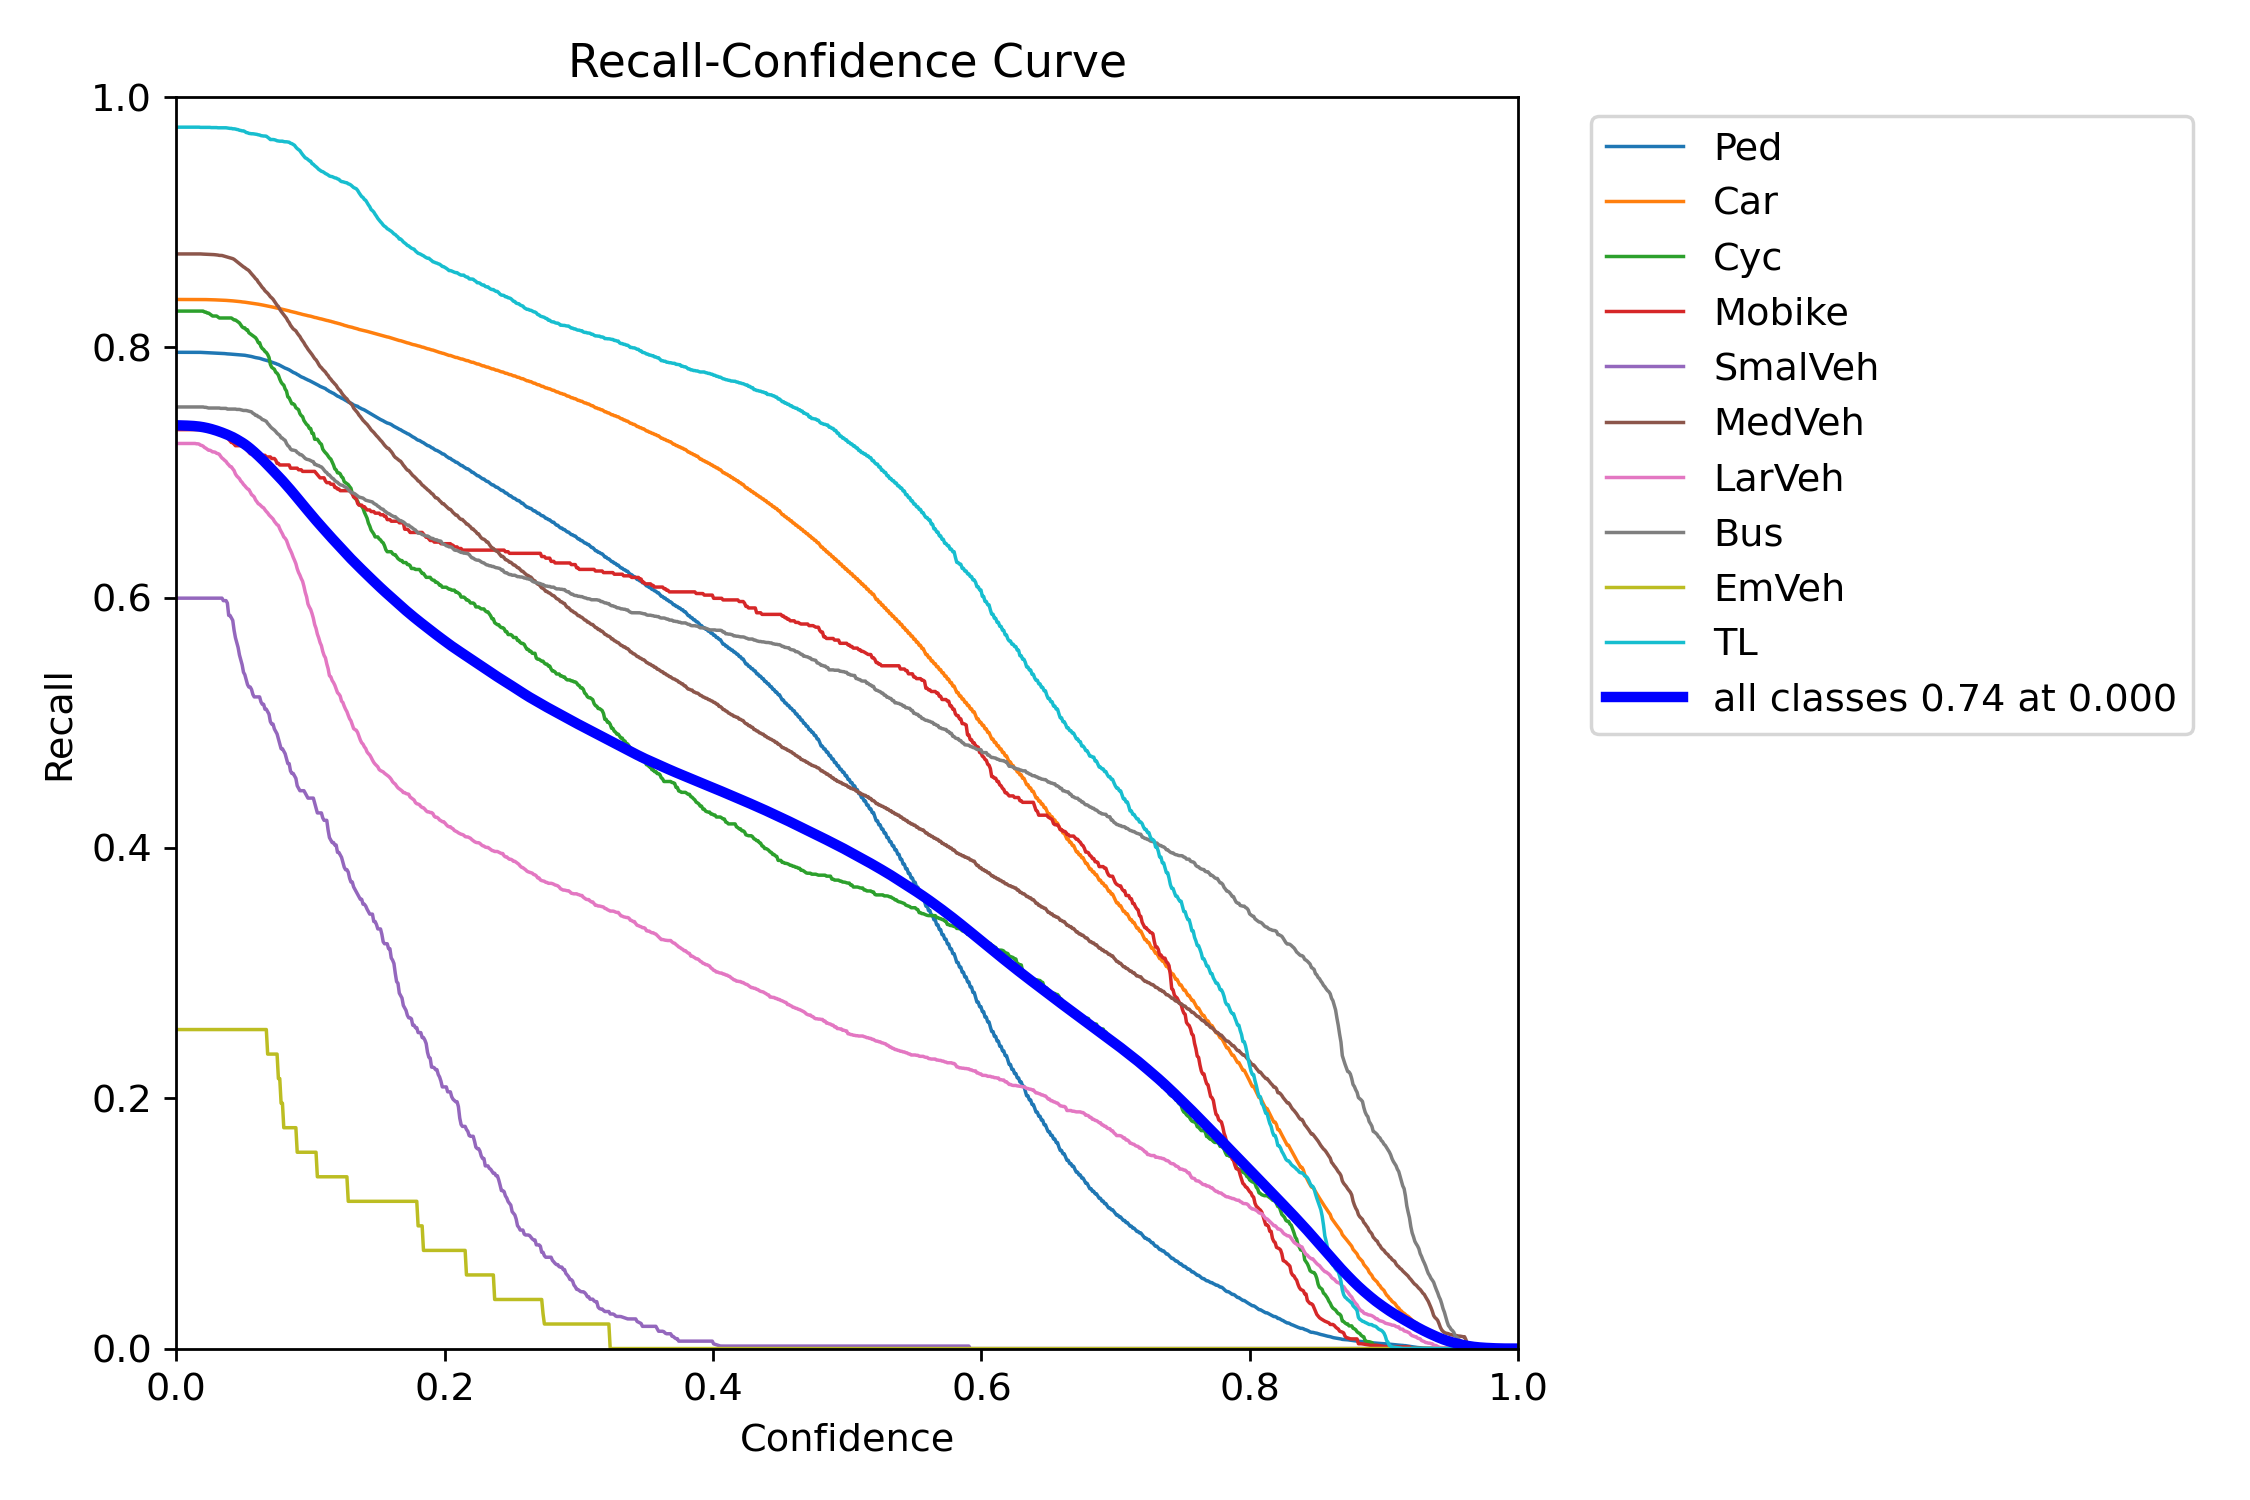 Recall-Confidence Curve
1.0
0.8
0.6
0.4
0.2
0.0
Recall
0.0 0.2 0.4 0.6 0.8 1.0
Confidence
Ped
Car
Cyc
Mobike
SmalVeh
MedVeh
LarVeh
Bus
EmVeh
TL
all classes 0.74 at 0.000